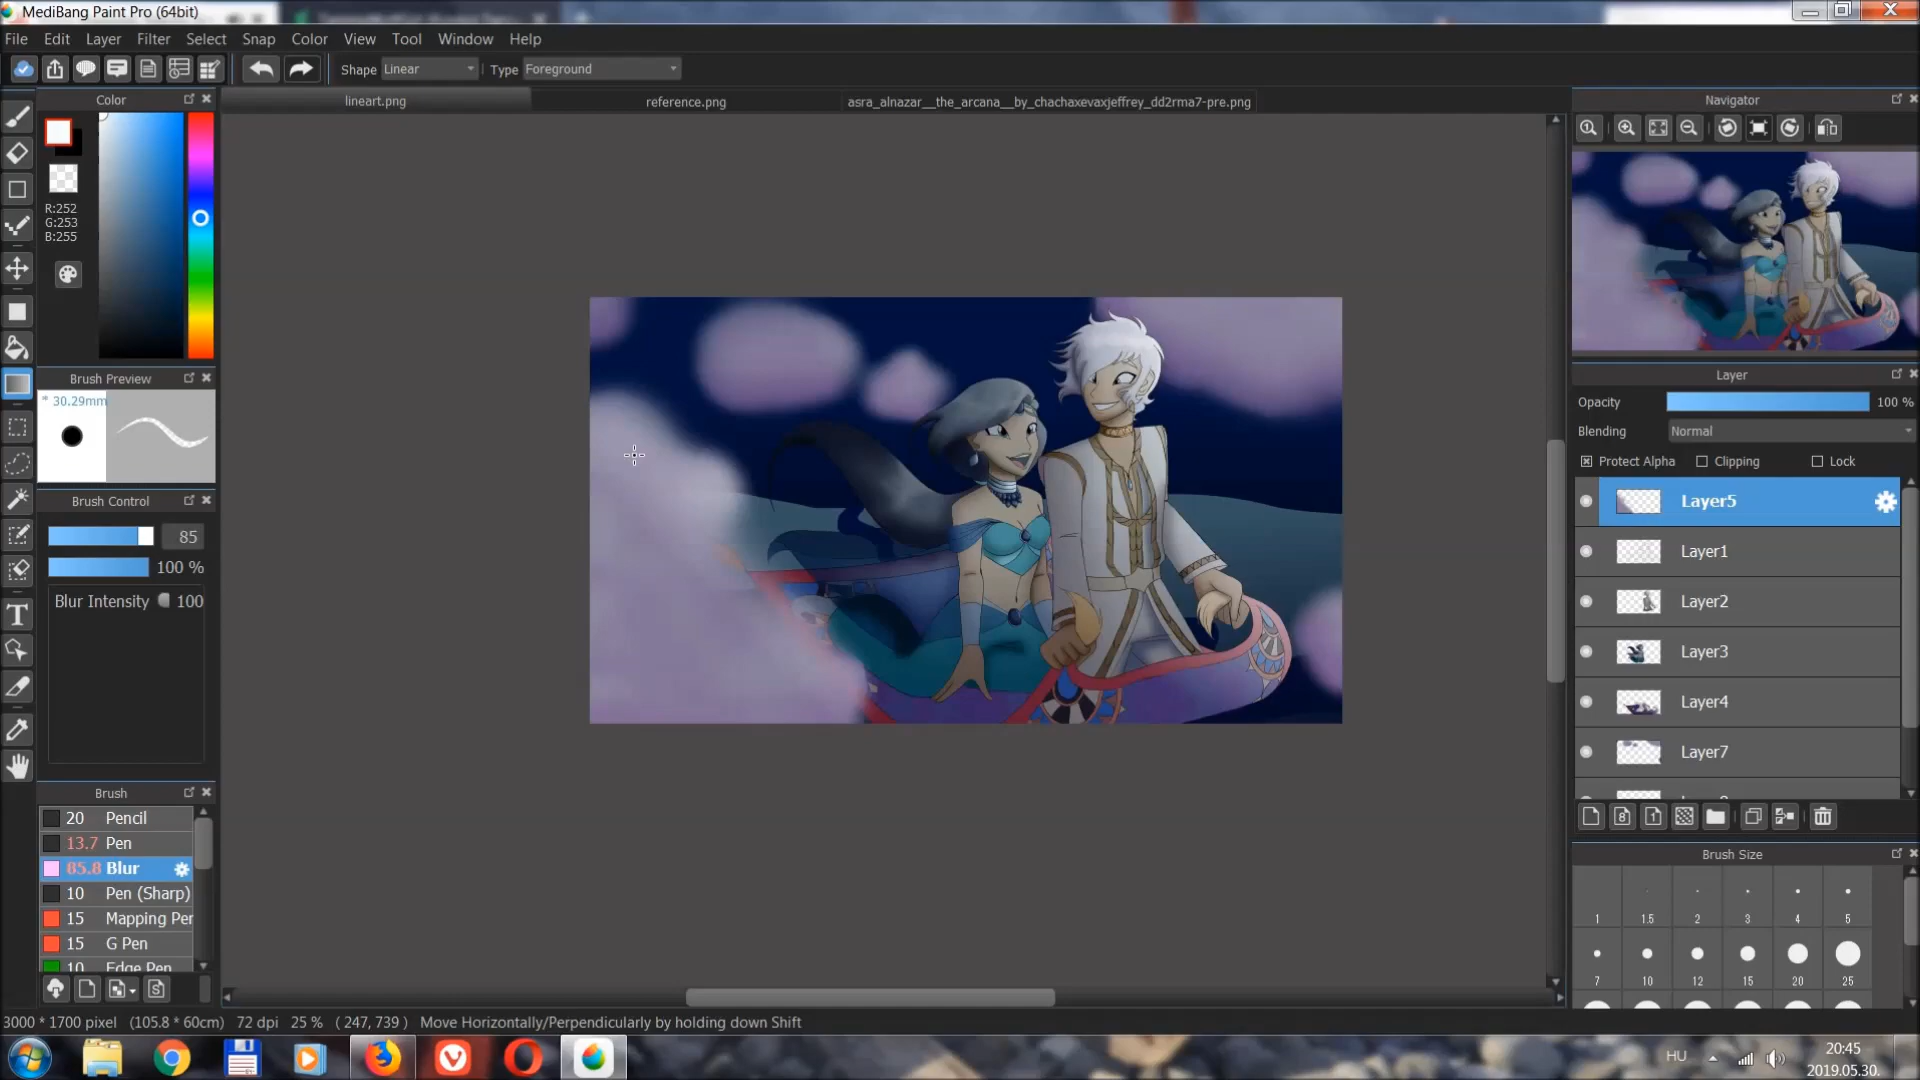 MediBang Paint Pro (64bit)
File Edit Layer Filter Select Snap Color View Tool Window Help
Shape Linear Type Foreground
Color
lineart.png
reference.png
asra_alnazar__the_arcana__by_chachaxevaxjeffrey_dd2rma7-pre.png
Navigator
R:252
G:253
B:255
Brush Preview
* 30.29mm
Brush Control
85
100 %
Blur Intensity 100
Brush
20 Pencil
13.7 Pen
85.8 Blur
10 Pen (Sharp)
15 Mapping Pen
15 G Pen
10 Edge Pen
Layer
Opacity 100 %
Blending Normal
Protect Alpha Clipping Lock
Layer5
Layer1
Layer2
Layer3
Layer4
Layer7
Brush Size
1 1.5 2 3 4 5
7 10 12 15 20 25
3000 * 1700 pixel (105.8 * 60cm) 72 dpi 25 % ( 247, 739 ) Move Horizontally/Perpendicularly by holding down Shift
HU
20:45
2019.05.30.